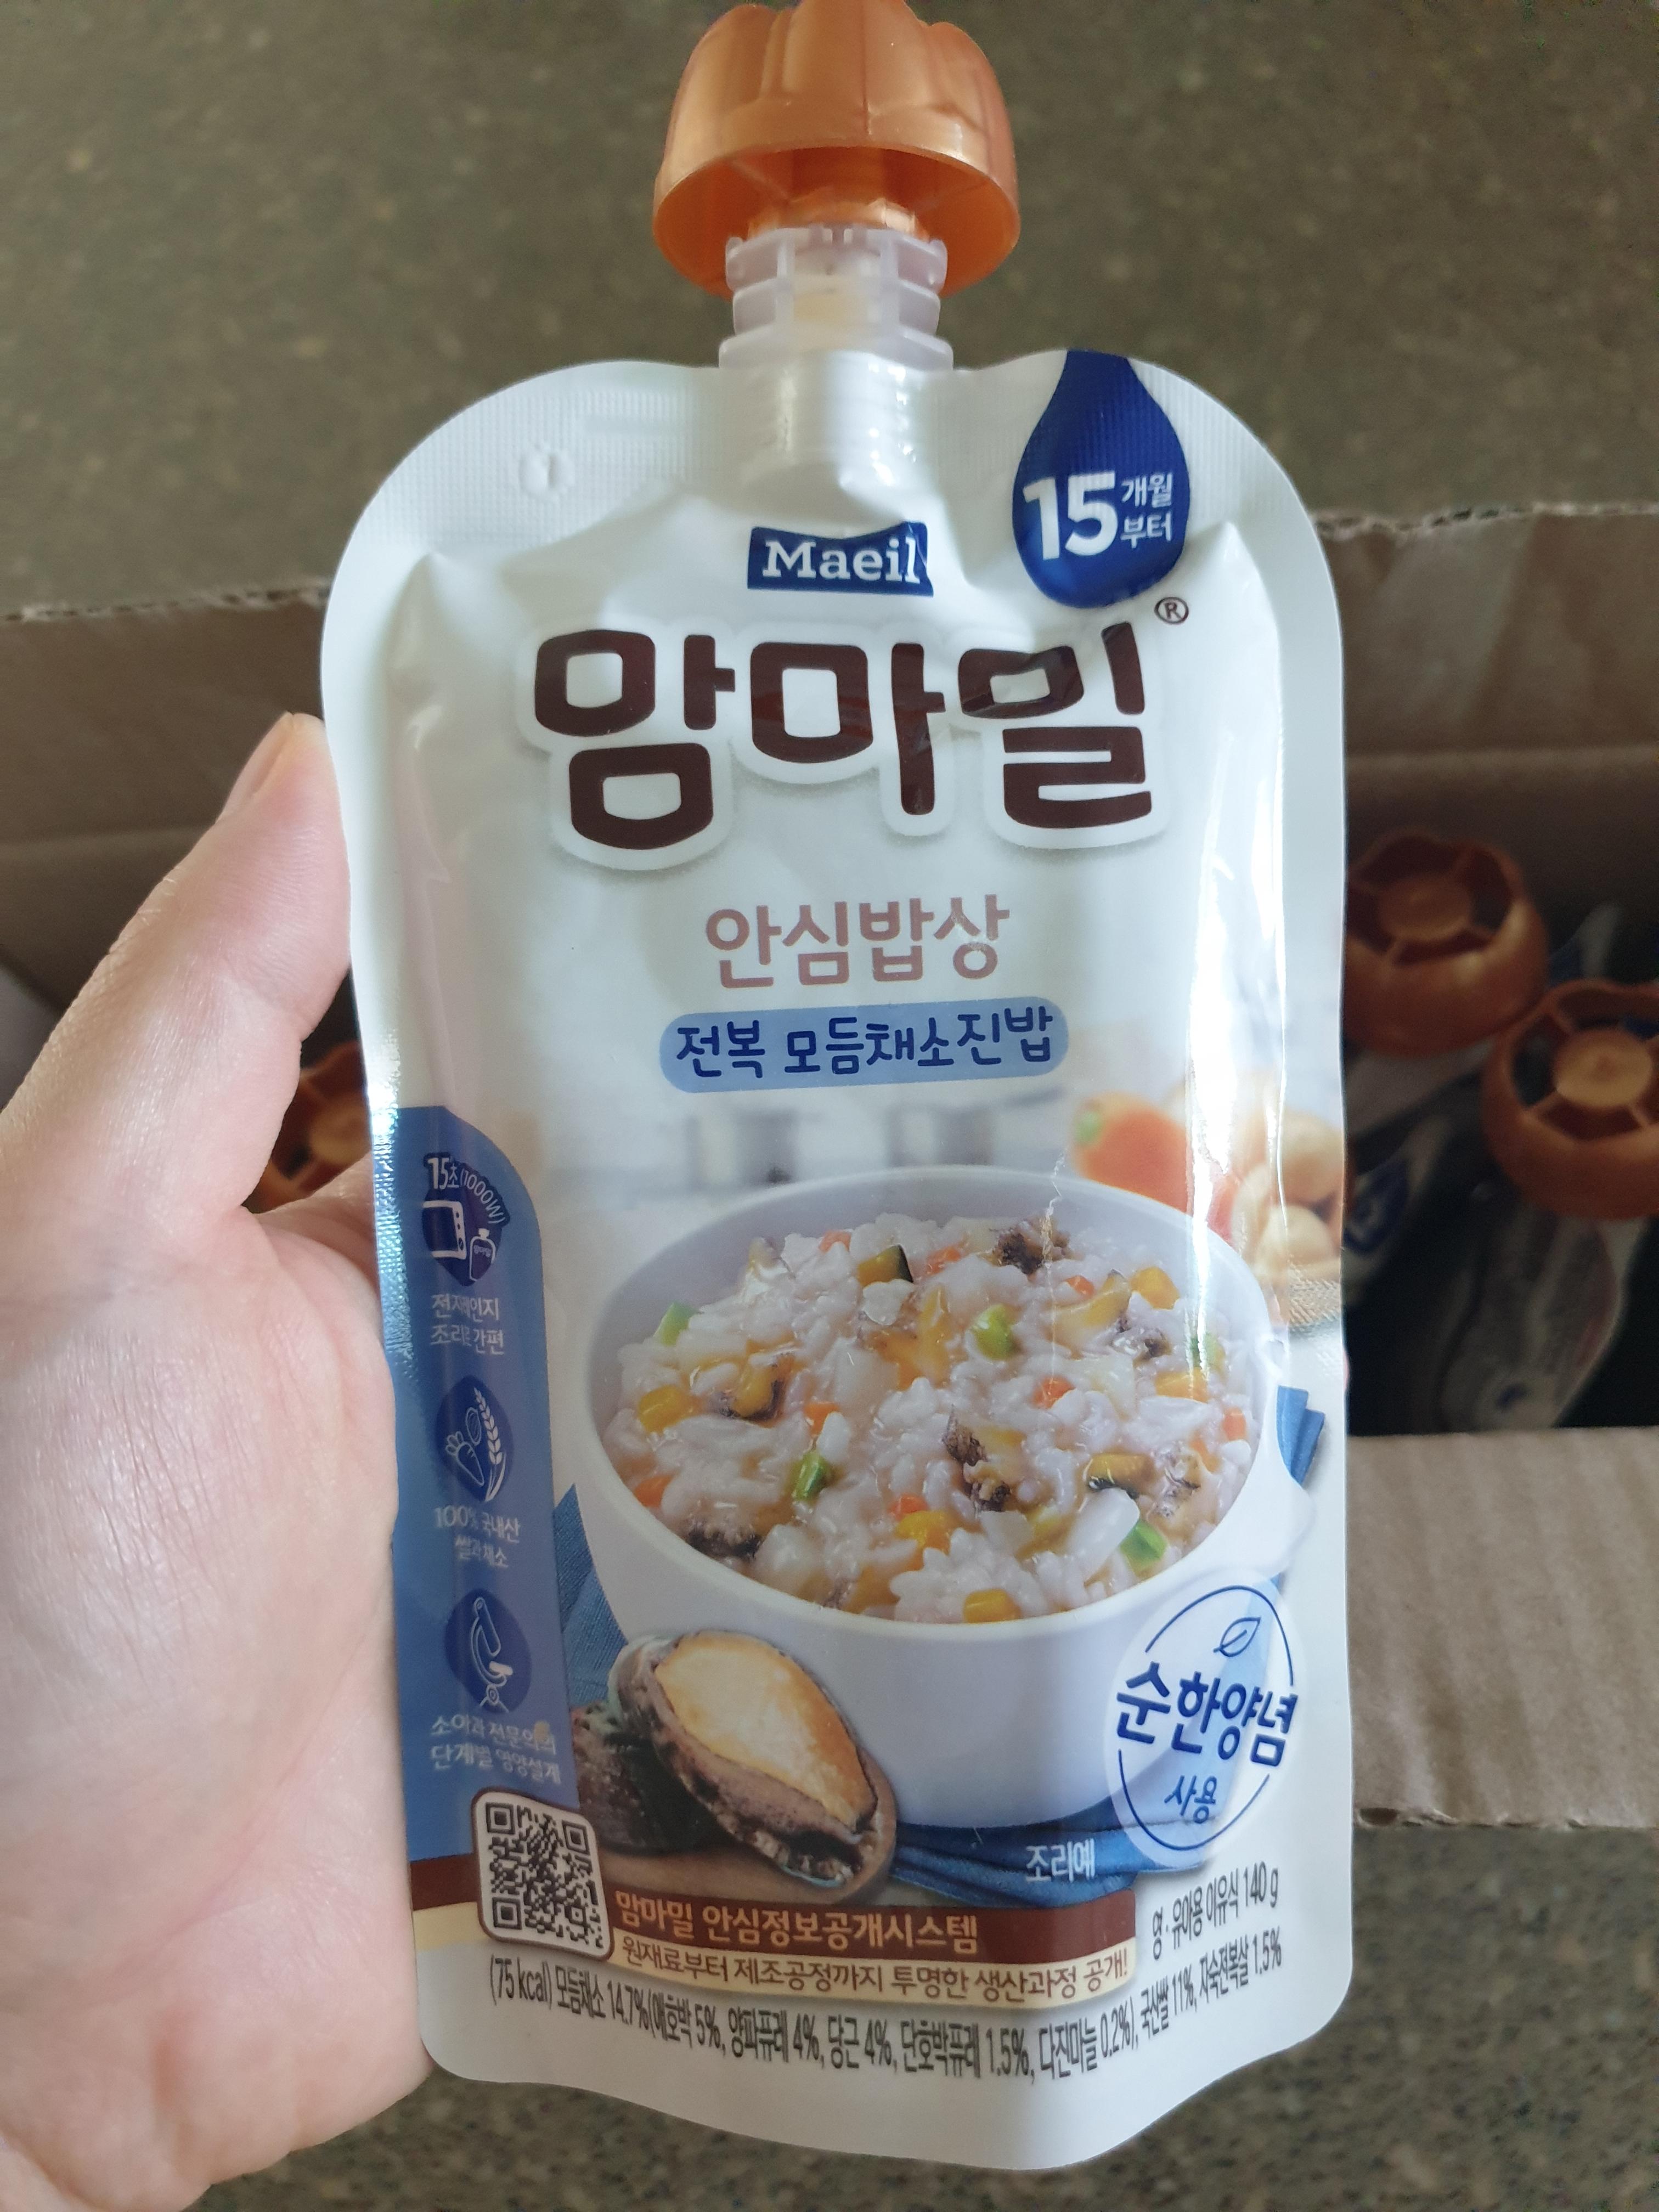 15개월
부터
Maeil
맘마밀®
안심밥상
전복 모듬채소진밥
15초(1000W)
전자레인지
조리로 간편
100% 국내산
쌀과 채소
소아과 전문의의
단계별 영양설계
순한양념
사용
조리예
맘마밀 안심정보공개시스템
원재료부터 제조공정까지 투명한 생산과정 공개!
영·유아용 이유식 140 g
(75 kcal) 모듬채소 14.7%(애호박 5%, 양파퓨레 4%, 당근 4%, 단호박퓨레 1.5%, 다진마늘 0.2%), 국산쌀 11%, 자숙전복살 1.5%